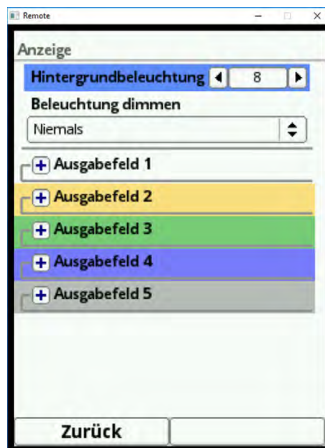 Remote
Anzeige
Hintergrundbeleuchtung 8
Beleuchtung dimmen
Niemals
Ausgabefeld 1
Ausgabefeld 2
Ausgabefeld 3
Ausgabefeld 4
Ausgabefeld 5
Zurück